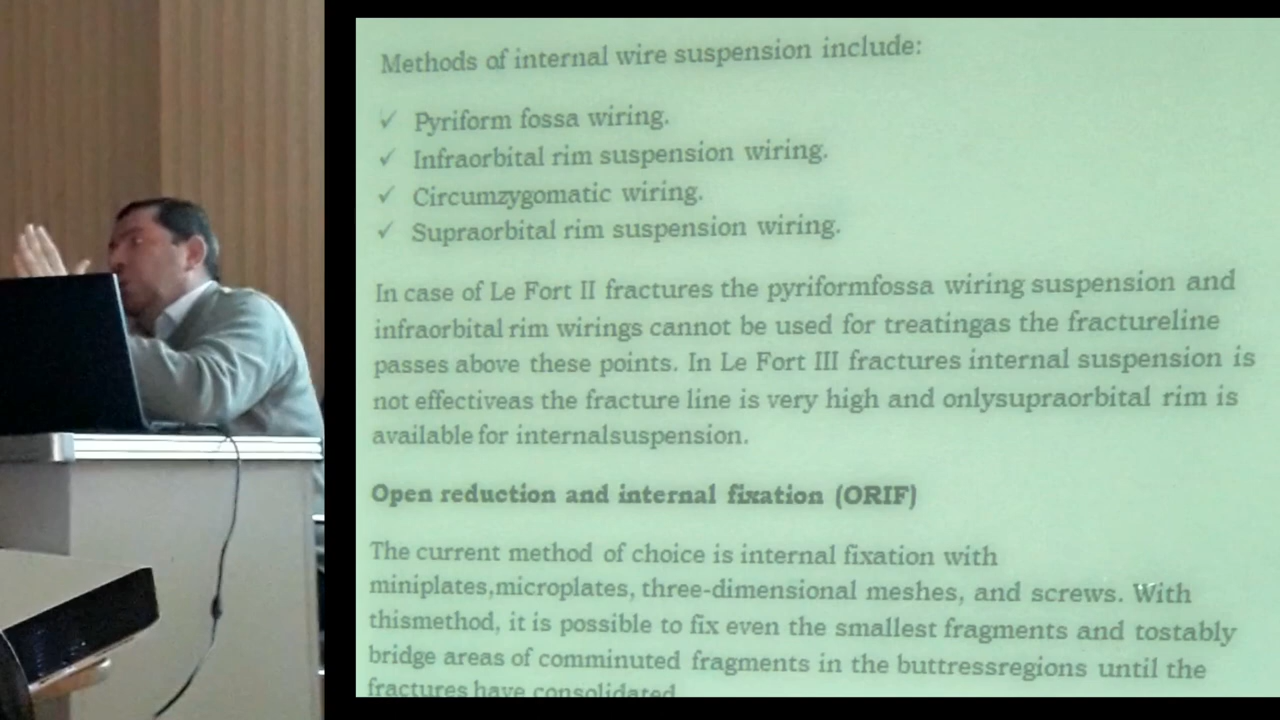 Methods of internal wire suspension include:
✓ Pyriform fossa wiring.
✓ Infraorbital rim suspension wiring.
✓ Circumzygomatic wiring.
✓ Supraorbital rim suspension wiring.
In case of Le Fort II fractures the pyriformfossa wiring suspension and
infraorbital rim wirings cannot be used for treatingas the fractureline
passes above these points. In Le Fort III fractures internal suspension is
not effectiveas the fracture line is very high and onlysupraorbital rim is
available for internalsuspension.
Open reduction and internal fixation (ORIF)
The current method of choice is internal fixation with
miniplates,microplates, three-dimensional meshes, and screws. With
thismethod, it is possible to fix even the smallest fragments and tostably
bridge areas of comminuted fragments in the buttressregions until the
fractures have consolidated